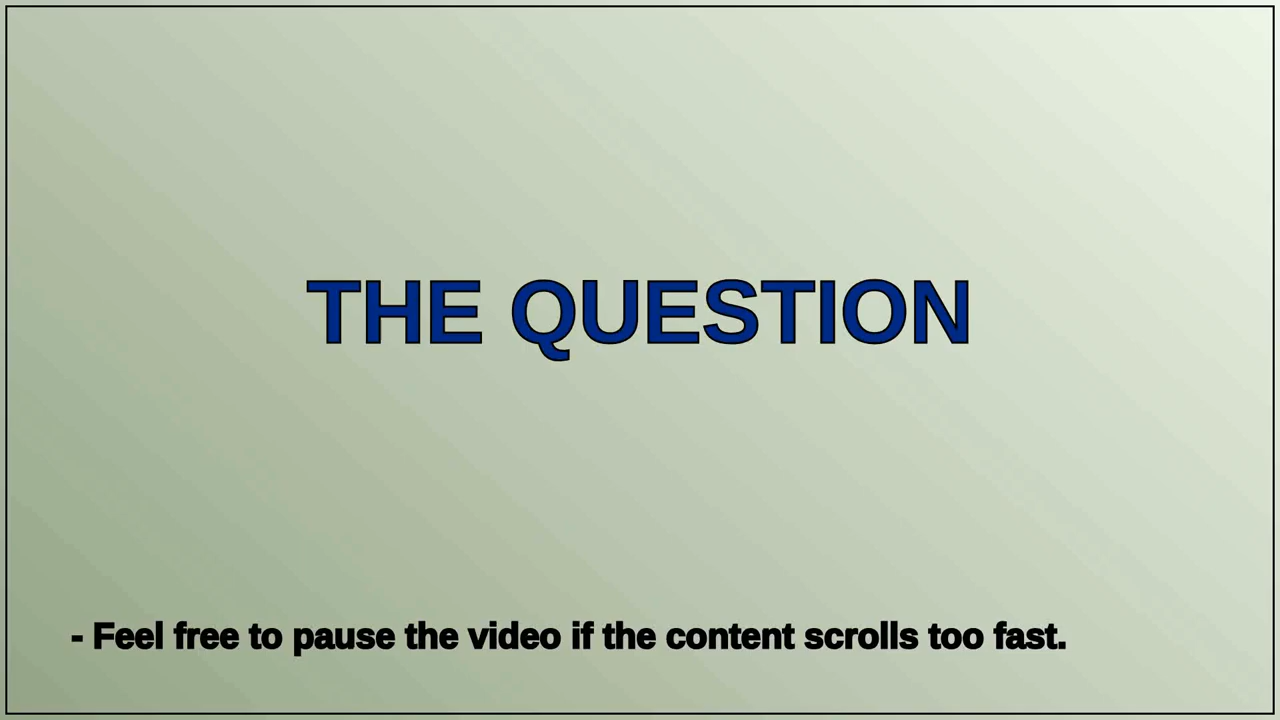 THE QUESTION
- Feel free to pause the video if the content scrolls too fast.